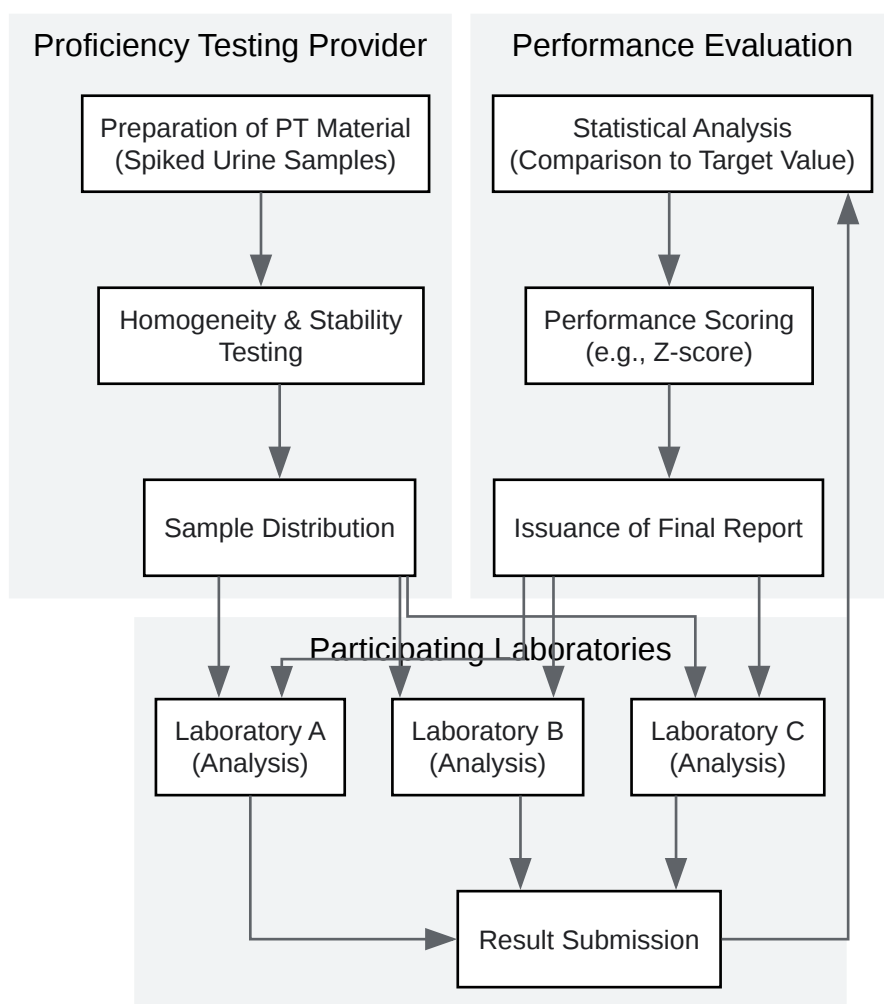 Proficiency Testing Provider
Preparation of PT Material
(Spiked Urine Samples)
Homogeneity & Stability
Testing
Sample Distribution
Performance Evaluation
Statistical Analysis
(Comparison to Target Value)
Performance Scoring
(e.g., Z-score)
Issuance of Final Report
Participating Laboratories
Laboratory A
(Analysis)
Laboratory B
(Analysis)
Laboratory C
(Analysis)
Result Submission